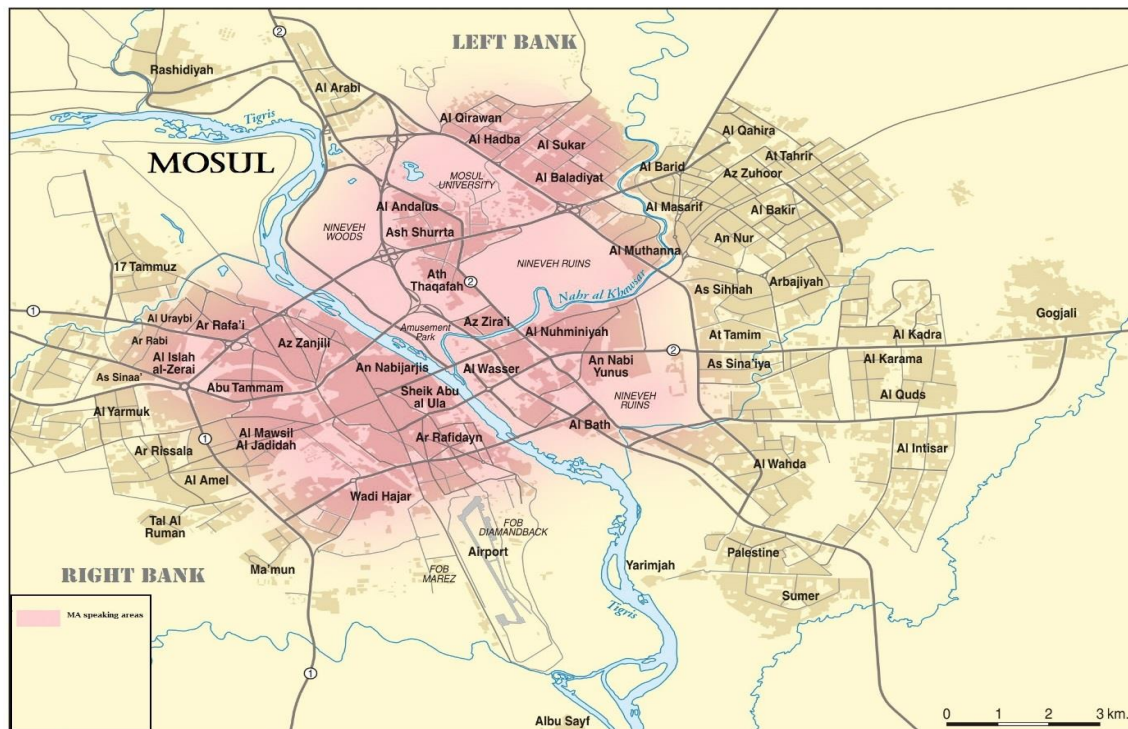 LEFT BANK
Rashidiyah
Al Arabi
Tigris
2
MOSUL
Al Qirawan
Al Hadba
Al Sukar
Al Qahira
At Tahrir
Al Barid
Az Zuhoor
MOSUL
UNIVERSITY
Al Baladiyat
Al Andalus
Al Masarif
Al Bakir
NINEVEH
WOODS
Ash Shurrta
An Nur
Al Muthanna
17 Tammuz
NINEVEH RUINS
Ath
Thaqafah
2
Nahr al Khawsar
As Sihhah
Arbajiyah
1
Al Uraybi
Ar Rafa'i
Az Zira'i
Gogjali
Ar Rabi
Az Zanjili
Amusement
Park
Al Nuhminiyah
At Tamim
Al Kadra
Al Islah
al-Zerai
An Nabijarjis
Al Wasser
An Nabi
Yunus
2
As Sina'iya
Al Karama
As Sinaa'
Abu Tammam
Sheik Abu
al Ula
NINEVEH
RUINS
Al Quds
Al Yarmuk
Al Bath
1
Al Mawsil
Al Jadidah
Ar Rafidayn
Ar Rissala
Al Intisar
Al Wahda
Al Amel
Wadi Hajar
Tal Al
Ruman
FOB
DIAMANDBACK
Airport
Palestine
Ma'mun
FOB
MAREZ
Yarimjah
RIGHT BANK
Sumer
Tigris
MA speaking areas
1
Albu Sayf
0 1 2 3 km.